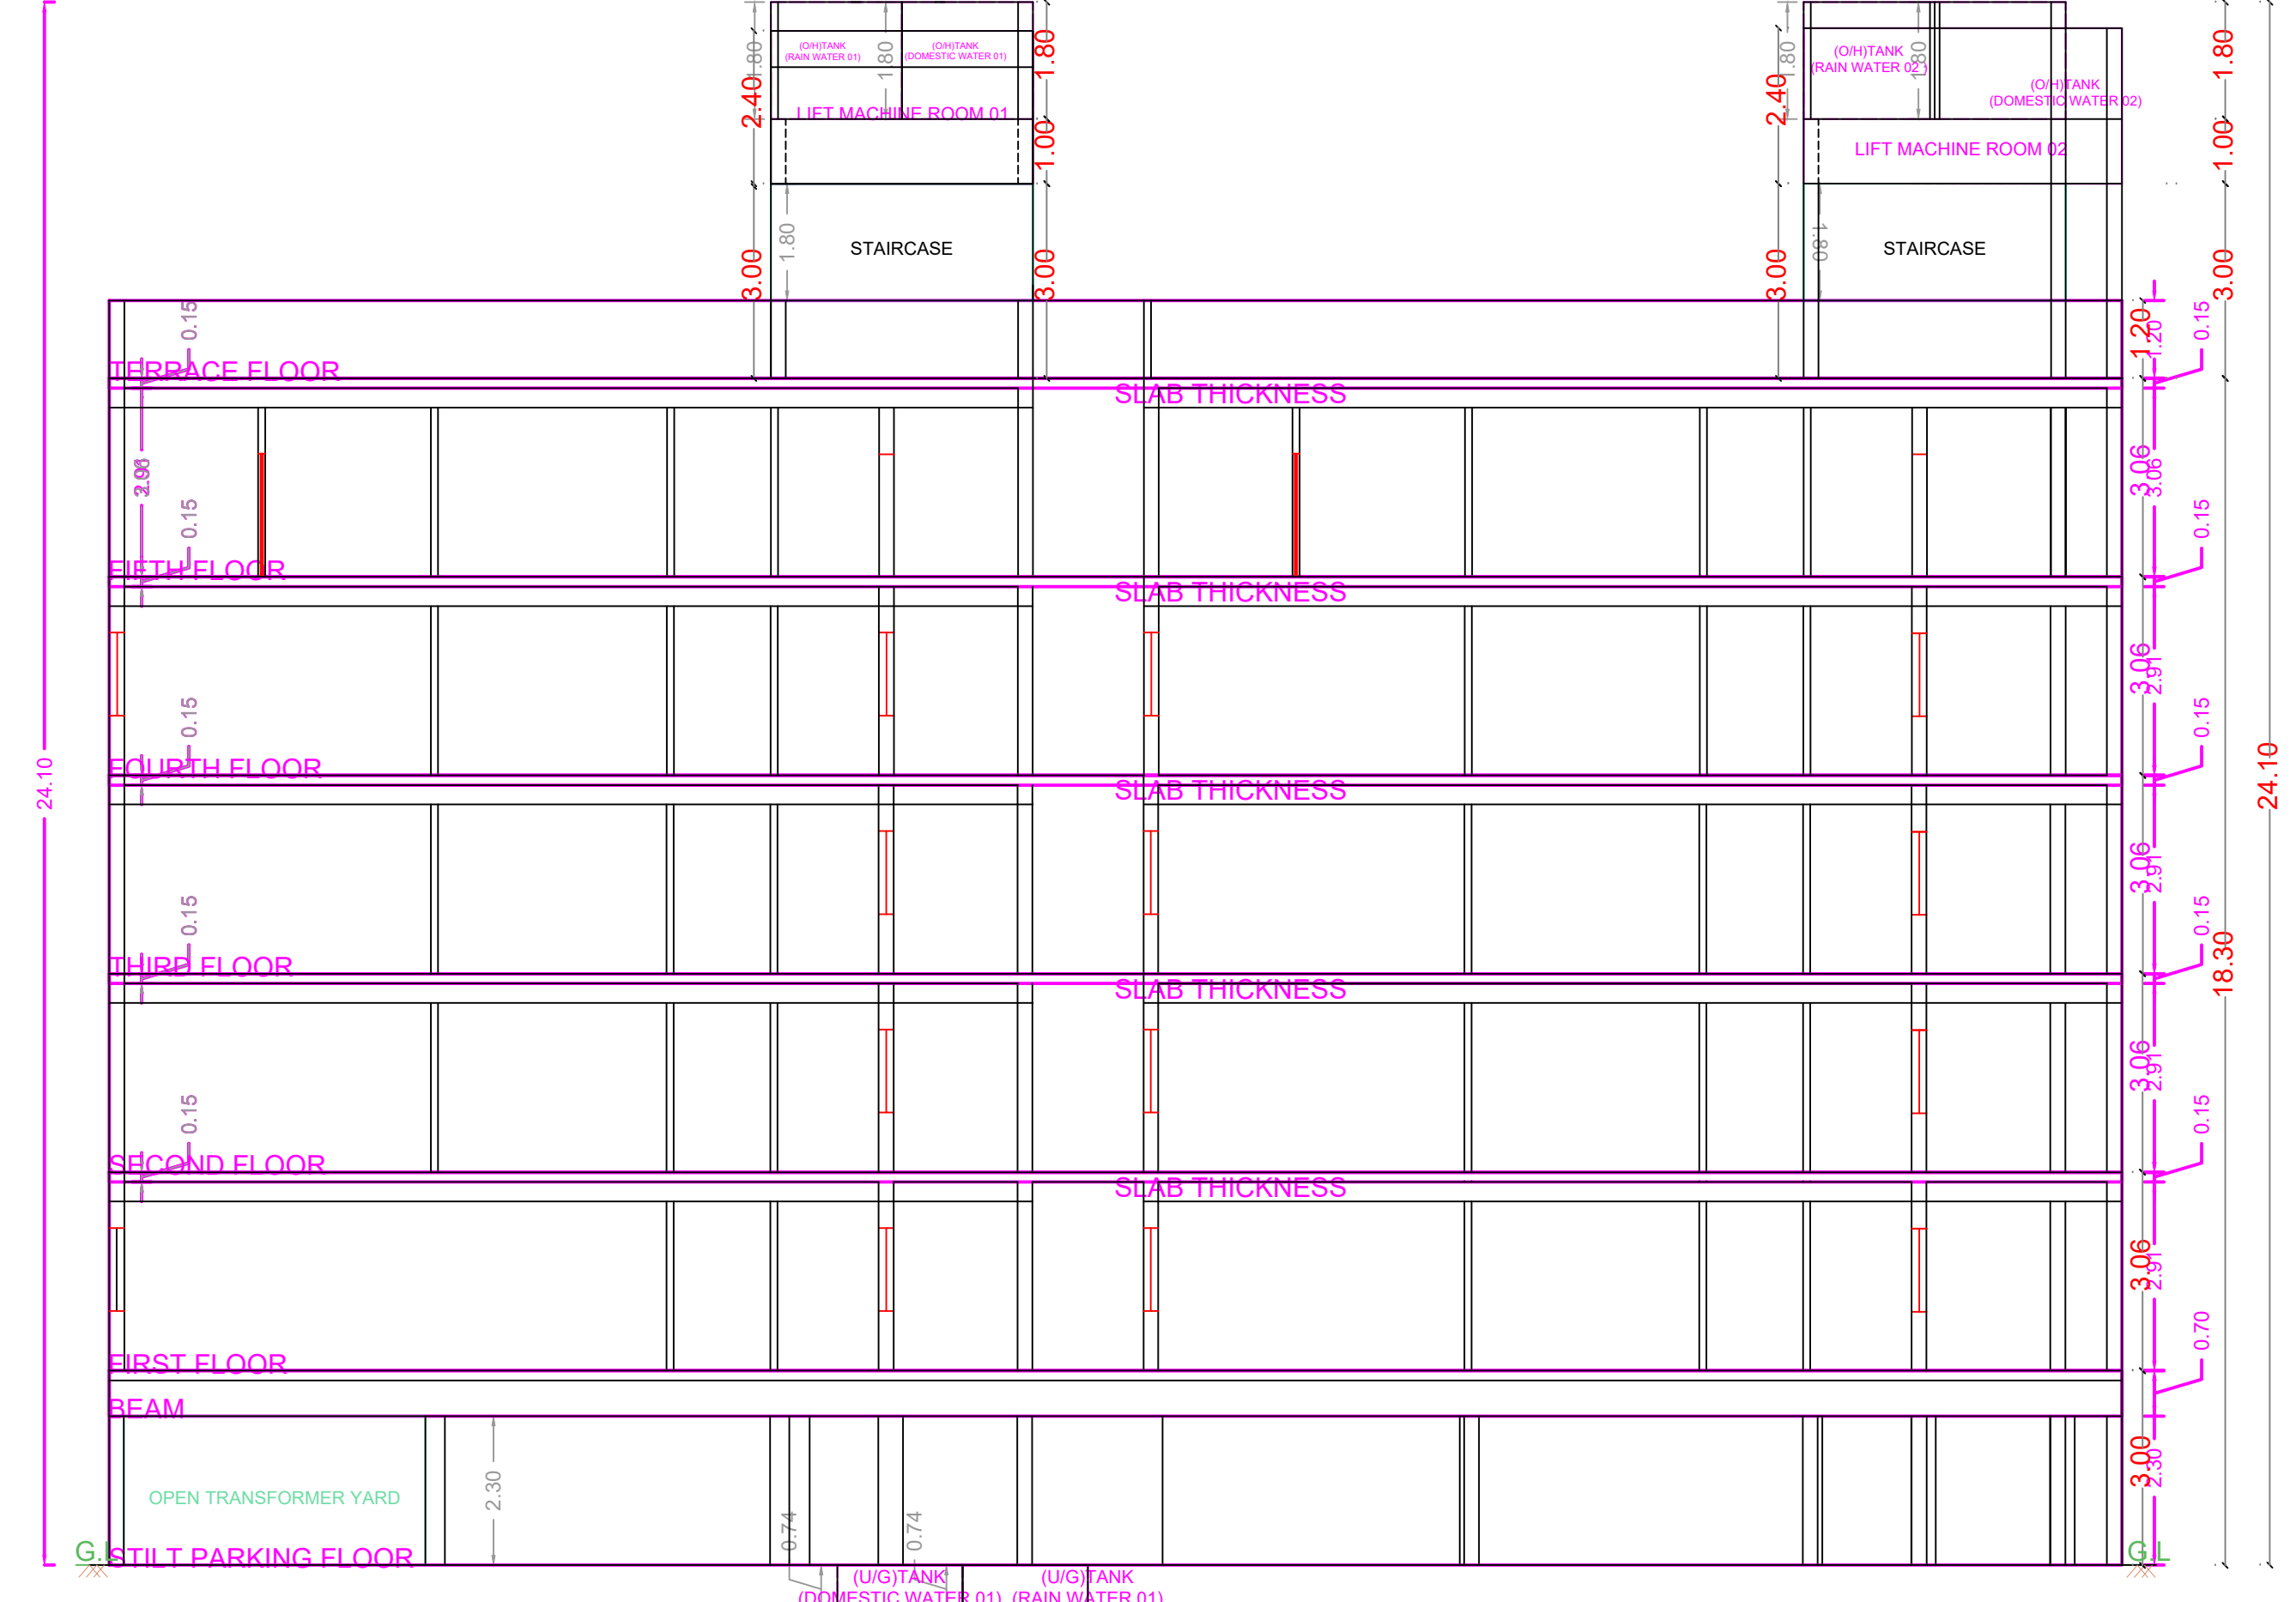 1.80
1.80
1.80
(O/H)TANK
(RAIN WATER 01)
(O/H)TANK
(DOMESTIC WATER 01)
2.40
LIFT MACHINE ROOM 01
1.00
1.80
1.80
1.80
(O/H)TANK
(RAIN WATER 02 )
(O/H)TANK
(DOMESTIC WATER 02)
2.40
LIFT MACHINE ROOM 02
1.00
3.00
1.80
STAIRCASE
3.00
3.00
1.80
STAIRCASE
3.00
0.15
1.20
1.20
0.15
TERRACE FLOOR
SLAB THICKNESS
3.06
3.06
0.15
0.15
FIFTH FLOOR
SLAB THICKNESS
3.06
2.91
0.15
0.15
FOURTH FLOOR
SLAB THICKNESS
24.10
24.10
3.06
2.91
0.15
0.15
THIRD FLOOR
SLAB THICKNESS
18.30
3.06
2.91
0.15
0.15
SECOND FLOOR
SLAB THICKNESS
3.06
2.91
0.70
FIRST FLOOR
BEAM
OPEN TRANSFORMER YARD
2.30
0.74
0.74
3.00
2.30
G.L
STILT PARKING FLOOR
G.L
(U/G)TANK
(DOMESTIC WATER 01)
(U/G)TANK
(RAIN WATER 01)